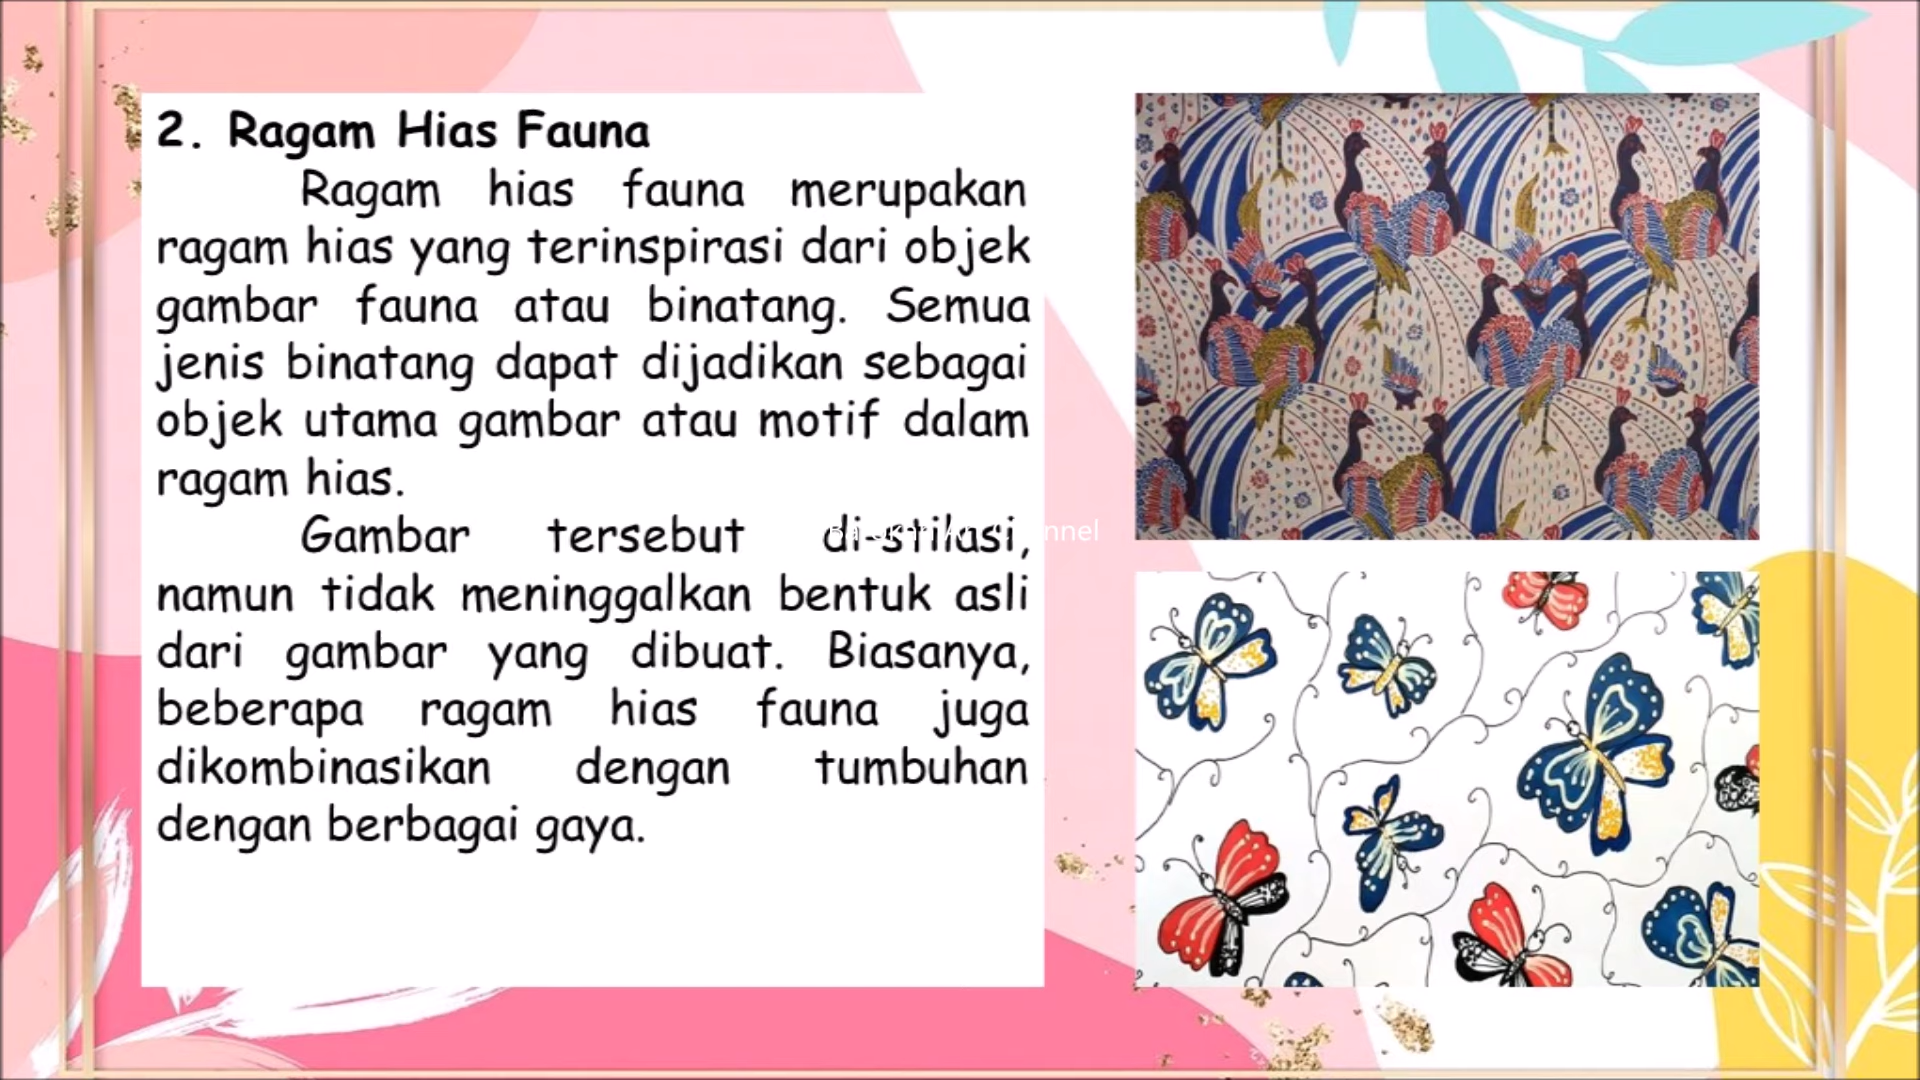 2. Ragam Hias Fauna
Ragam hias fauna merupakan
ragam hias yang terinspirasi dari objek
gambar fauna atau binatang. Semua
jenis binatang dapat dijadikan sebagai
objek utama gambar atau motif dalam
ragam hias.
Gambar tersebut di-stilasi,
namun tidak meninggalkan bentuk asli
dari gambar yang dibuat. Biasanya,
beberapa ragam hias fauna juga
dikombinasikan dengan tumbuhan
dengan berbagai gaya.